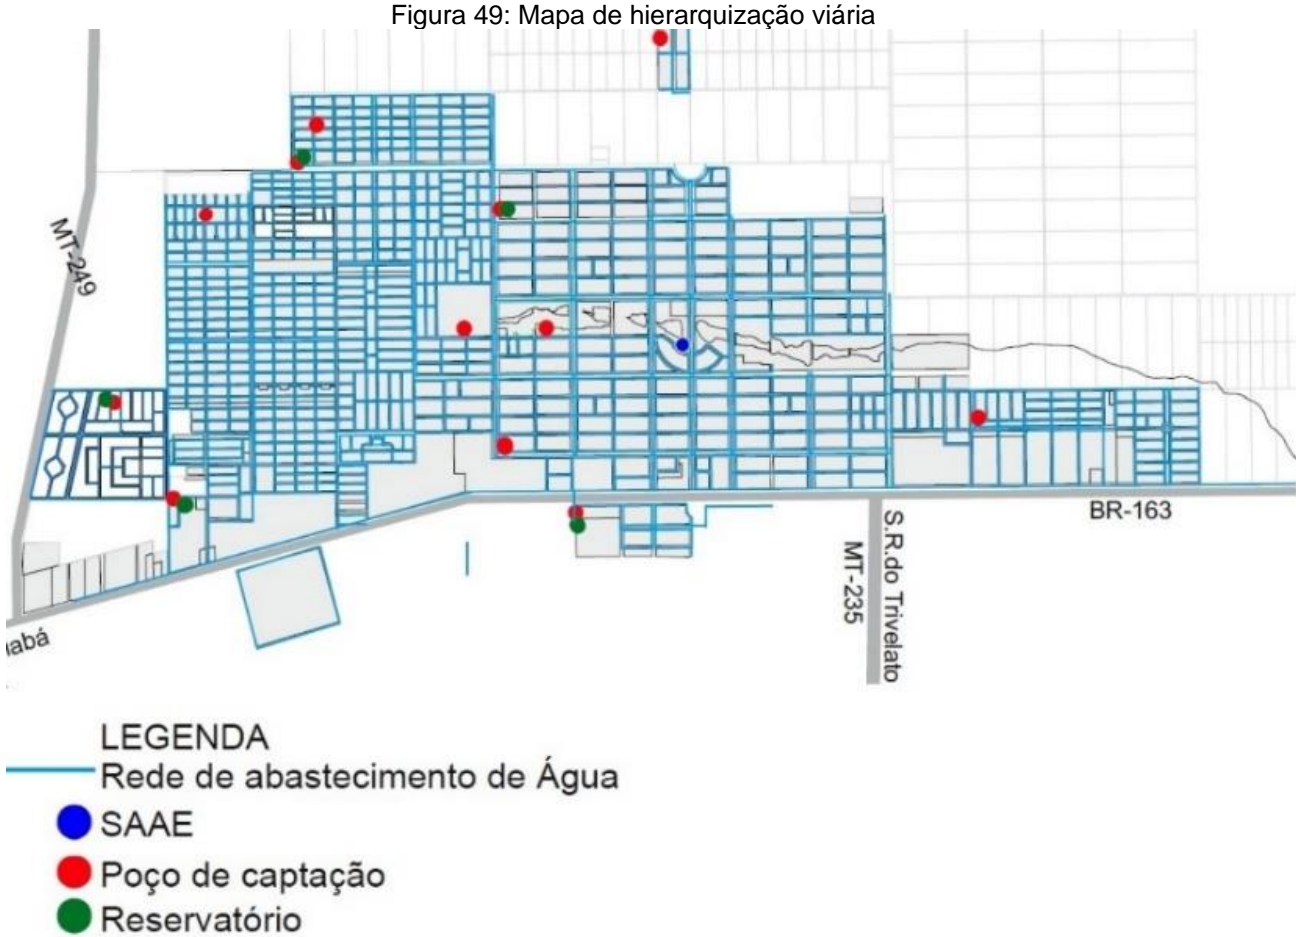 Figura 49: Mapa de hierarquização viária
MT-249
BR-163
S.R.do Trivelato
MT-235
iabá
LEGENDA
Rede de abastecimento de Água
SAAE
Poço de captação
Reservatório